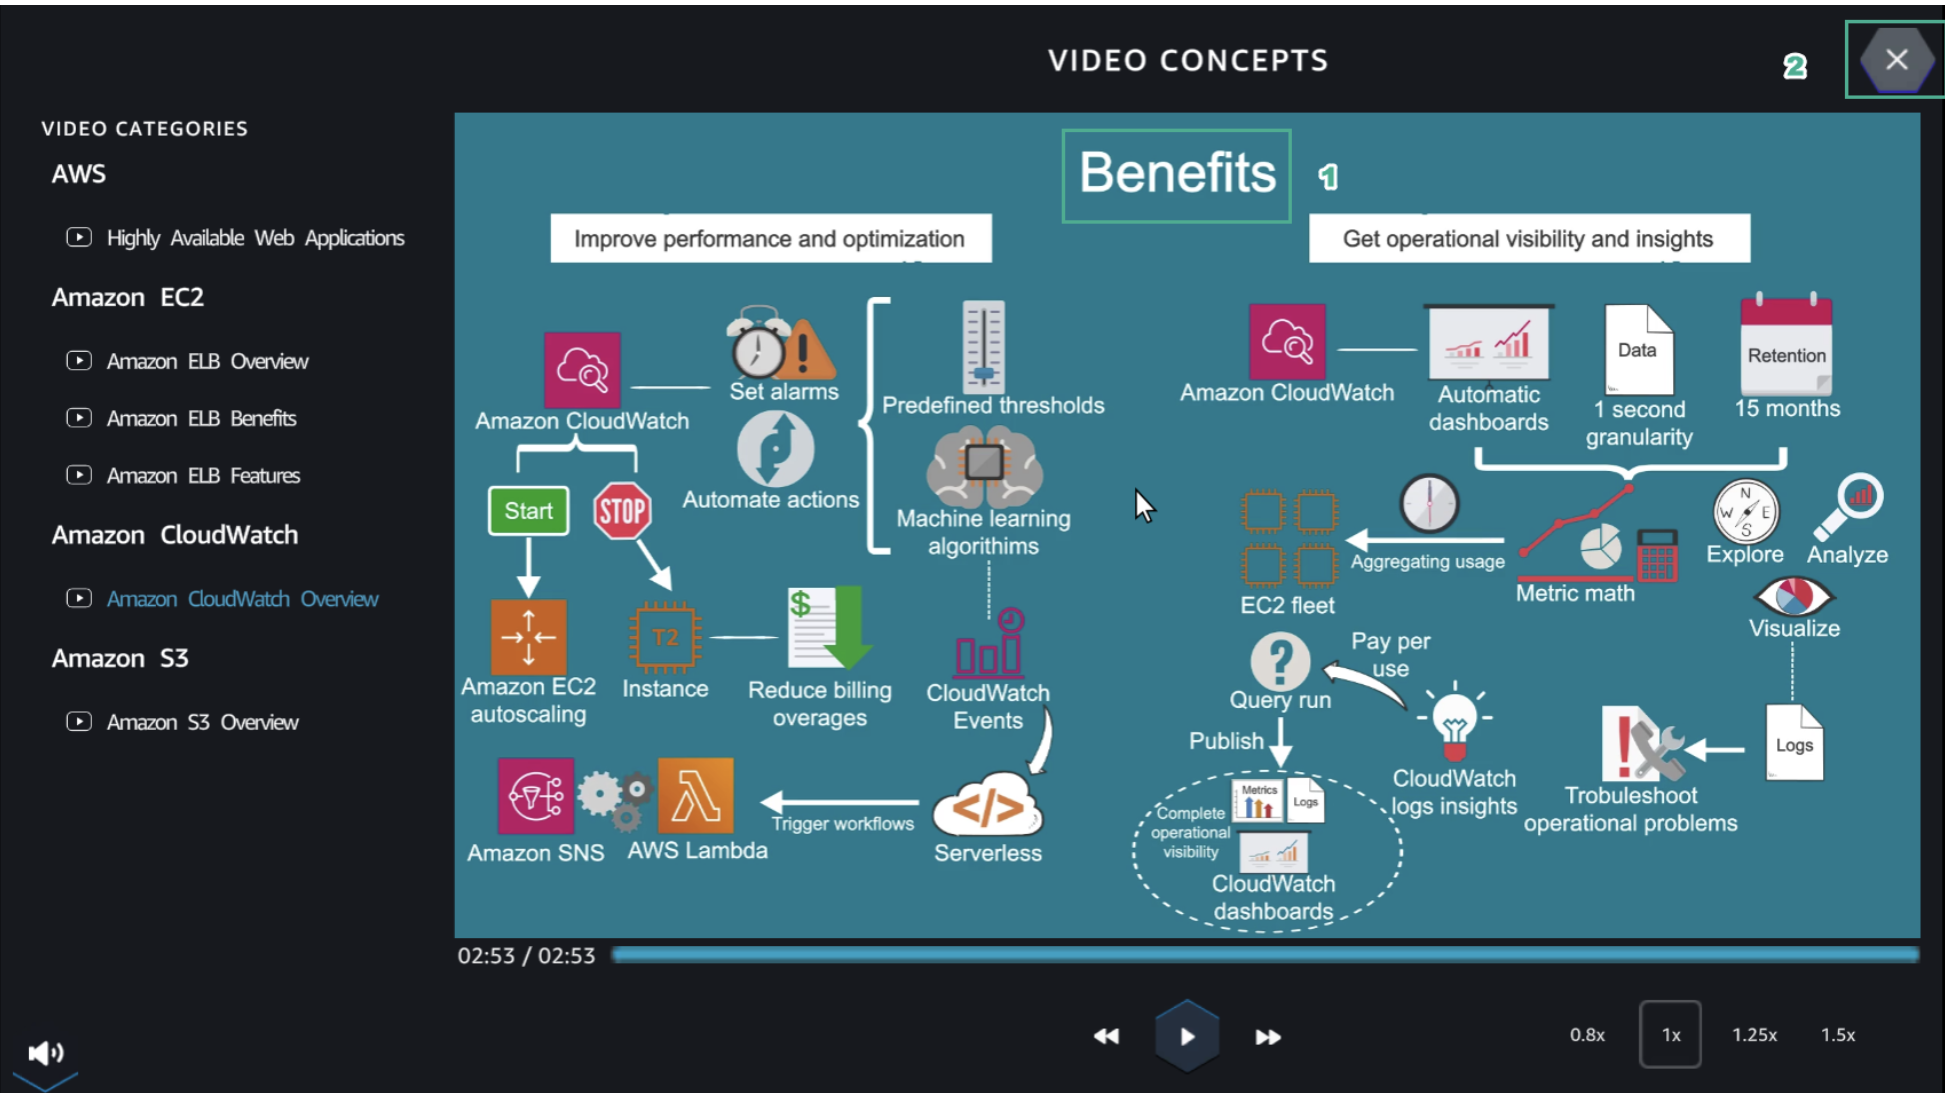 VIDEO CONCEPTS
2
VIDEO CATEGORIES
AWS
Highly Available Web Applications
Amazon EC2
Amazon ELB Overview
Amazon ELB Benefits
Amazon ELB Features
Amazon CloudWatch
Amazon CloudWatch Overview
Amazon S3
Amazon S3 Overview
Benefits
1
Improve performance and optimization
Amazon CloudWatch
Set alarms
Automate actions
Predefined thresholds
Machine learning
algorithims
Start
STOP
Amazon EC2
autoscaling
T2
Instance
$
Reduce billing
overages
CloudWatch
Events
Amazon SNS
AWS Lambda
Trigger workflows
</>
Serverless
Get operational visibility and insights
Amazon CloudWatch
Automatic
dashboards
Data
1 second
granularity
Retention
15 months
EC2 fleet
Aggregating usage
Metric math
N
W E
S
Explore
Analyze
Visualize
?
Query run
Pay per
use
Publish
CloudWatch
logs insights
Logs
Trobuleshoot
operational problems
Complete
operational
visibility
Metrics
Logs
CloudWatch
dashboards
02:53 / 02:53
0.8x
1x
1.25x
1.5x